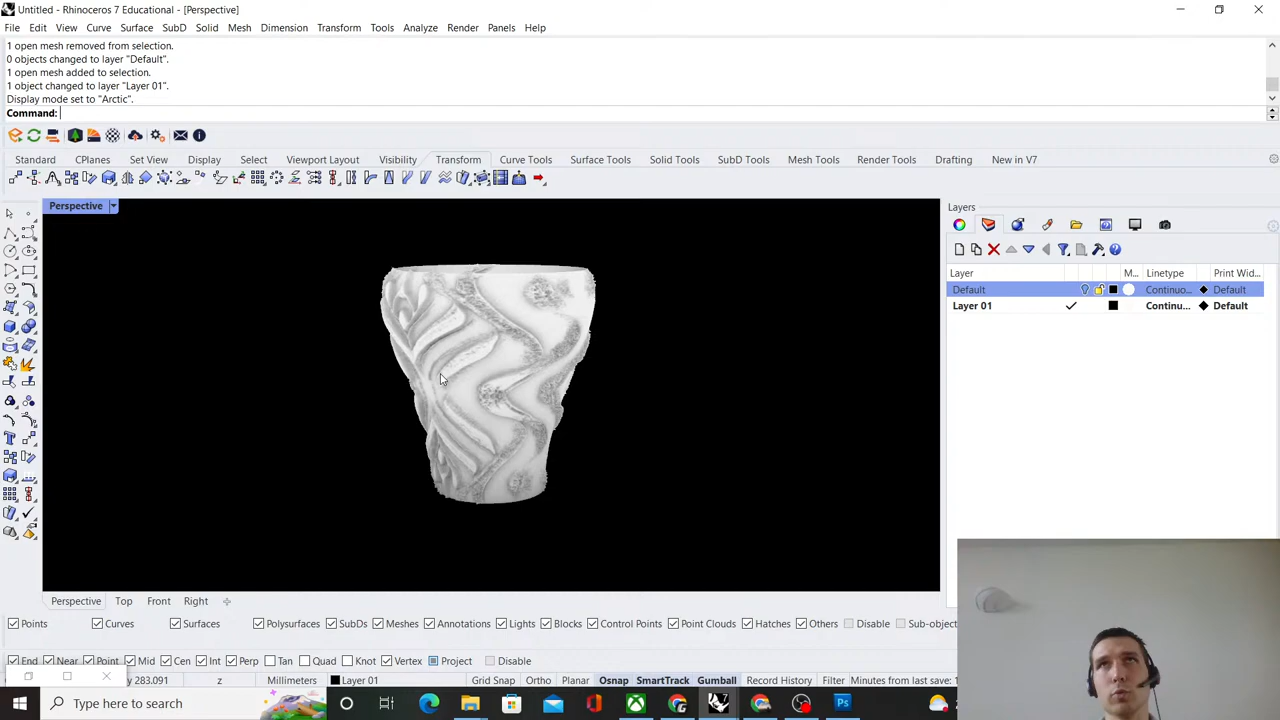 Untitled - Rhinoceros 7 Educational - [Perspective]
File Edit View Curve Surface SubD Solid Mesh Dimension Transform Tools Analyze Render Panels Help
1 open mesh removed from selection.
0 objects changed to layer "Default".
1 open mesh added to selection.
1 object changed to layer "Layer 01".
Display mode set to "Arctic".
Command:
Standard CPlanes Set View Display Select Viewport Layout Visibility Transform Curve Tools Surface Tools Solid Tools SubD Tools Mesh Tools Render Tools Drafting New in V7
Perspective
Layers
Layer M... Linetype Print Wid...
Default Continuo... Default
Layer 01 Continu... Default
Perspective Top Front Right
Points Curves Surfaces Polysurfaces SubDs Meshes Annotations Lights Blocks Control Points Point Clouds Hatches Others Disable Sub-object
End Near Point Mid Cen Int Perp Tan Quad Knot Vertex Project Disable
283.091 z Millimeters Layer 01 Grid Snap Ortho Planar Osnap SmartTrack Gumball Record History Filter Minutes from last save:
Type here to search